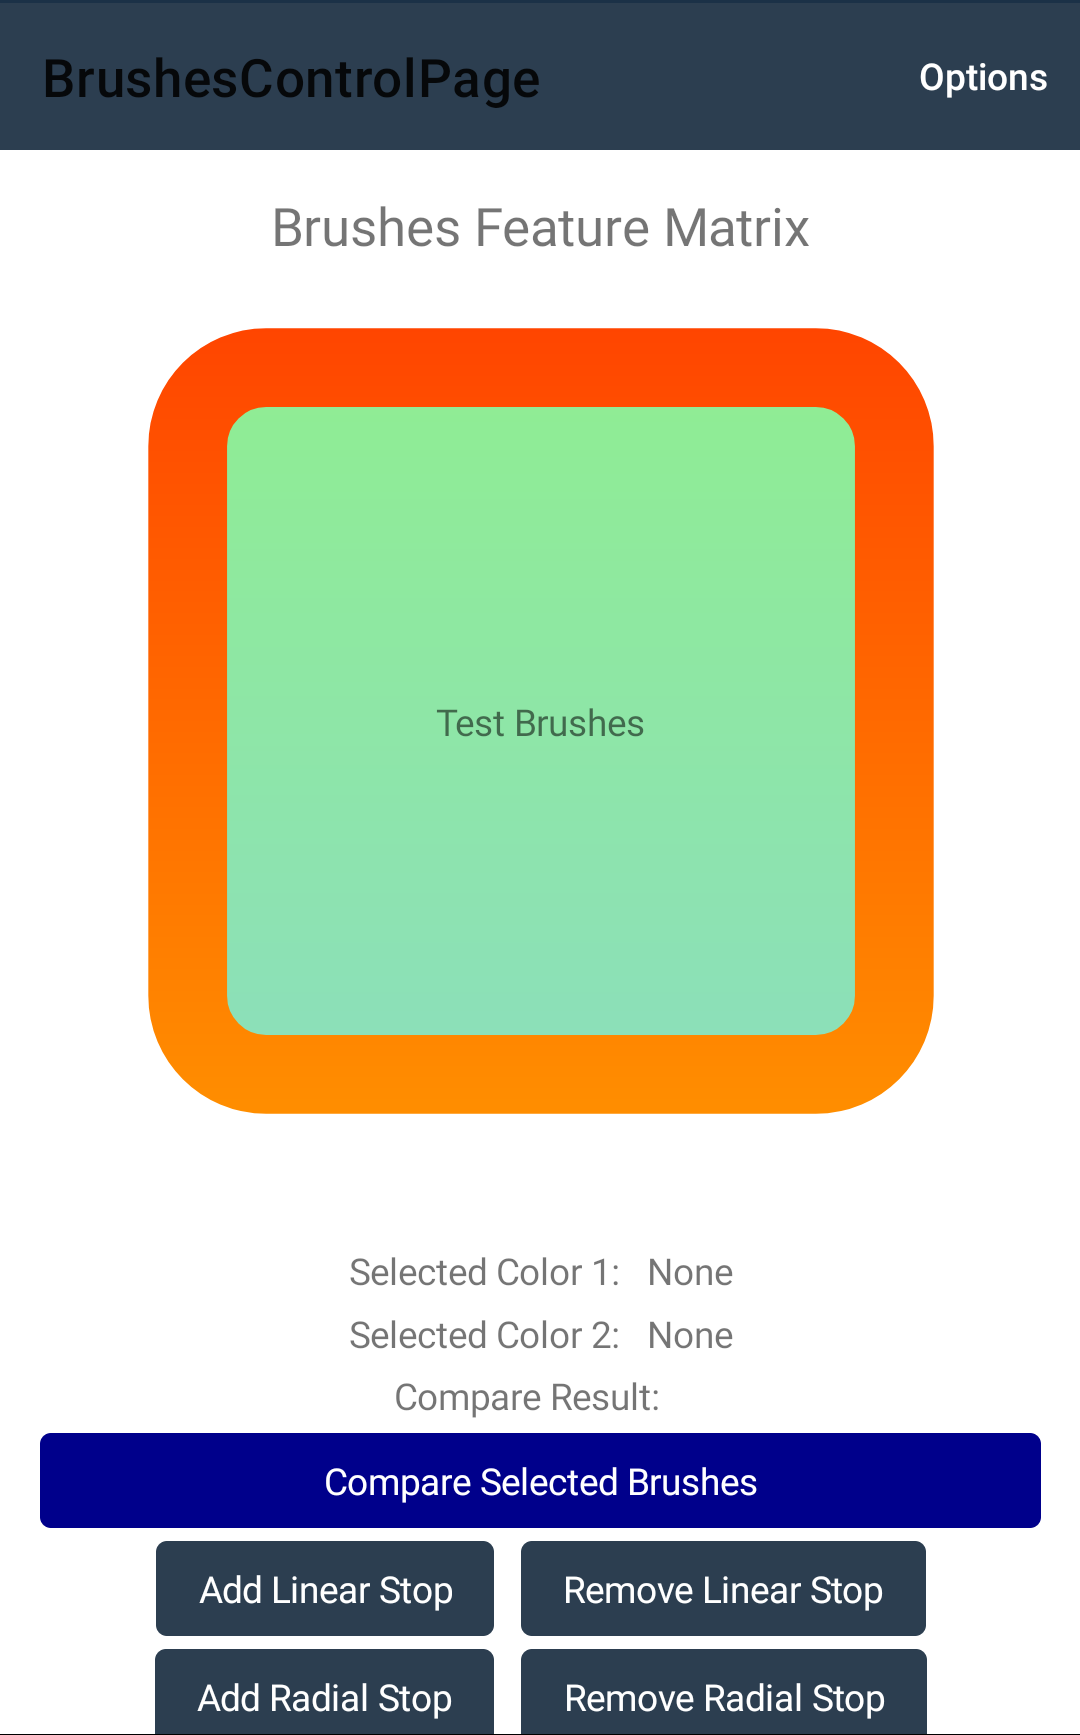 BrushesControlPage Options
Brushes Feature Matrix
Test Brushes
Selected Color 1: None
Selected Color 2: None
Compare Result:
Compare Selected Brushes
Add Linear Stop Remove Linear Stop
Add Radial Stop Remove Radial Stop